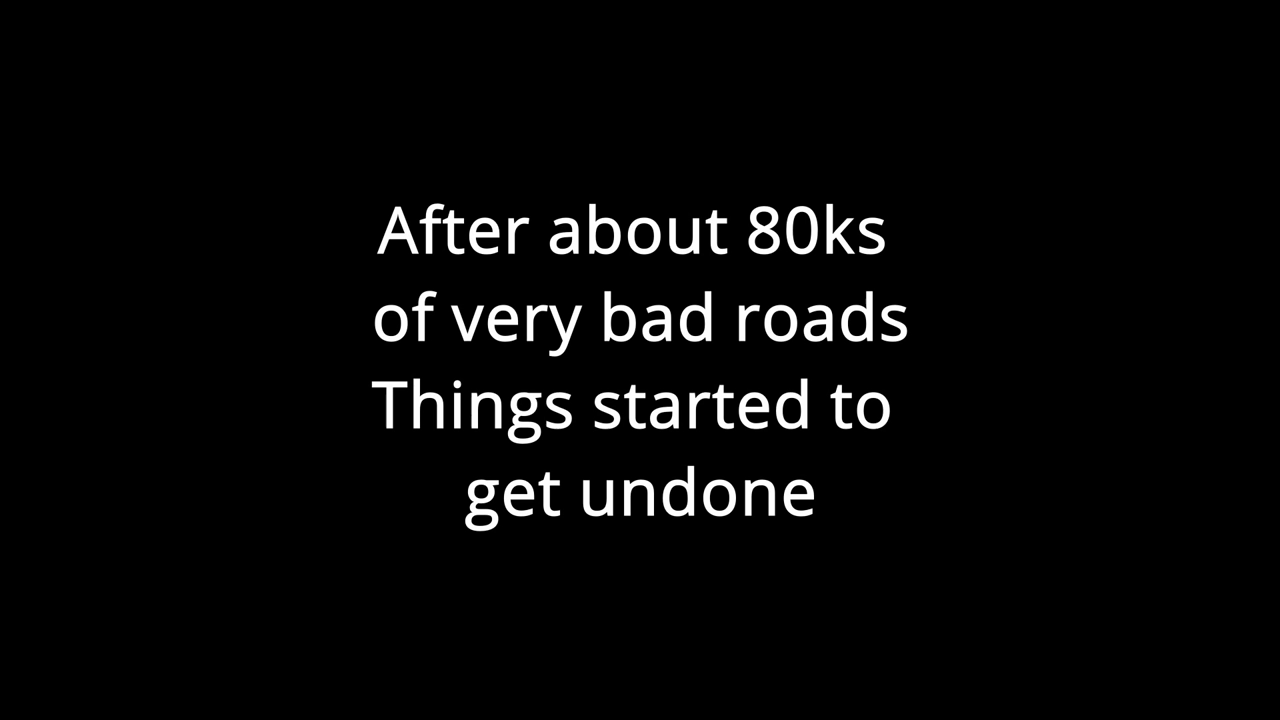 After about 80ks
of very bad roads
Things started to
get undone